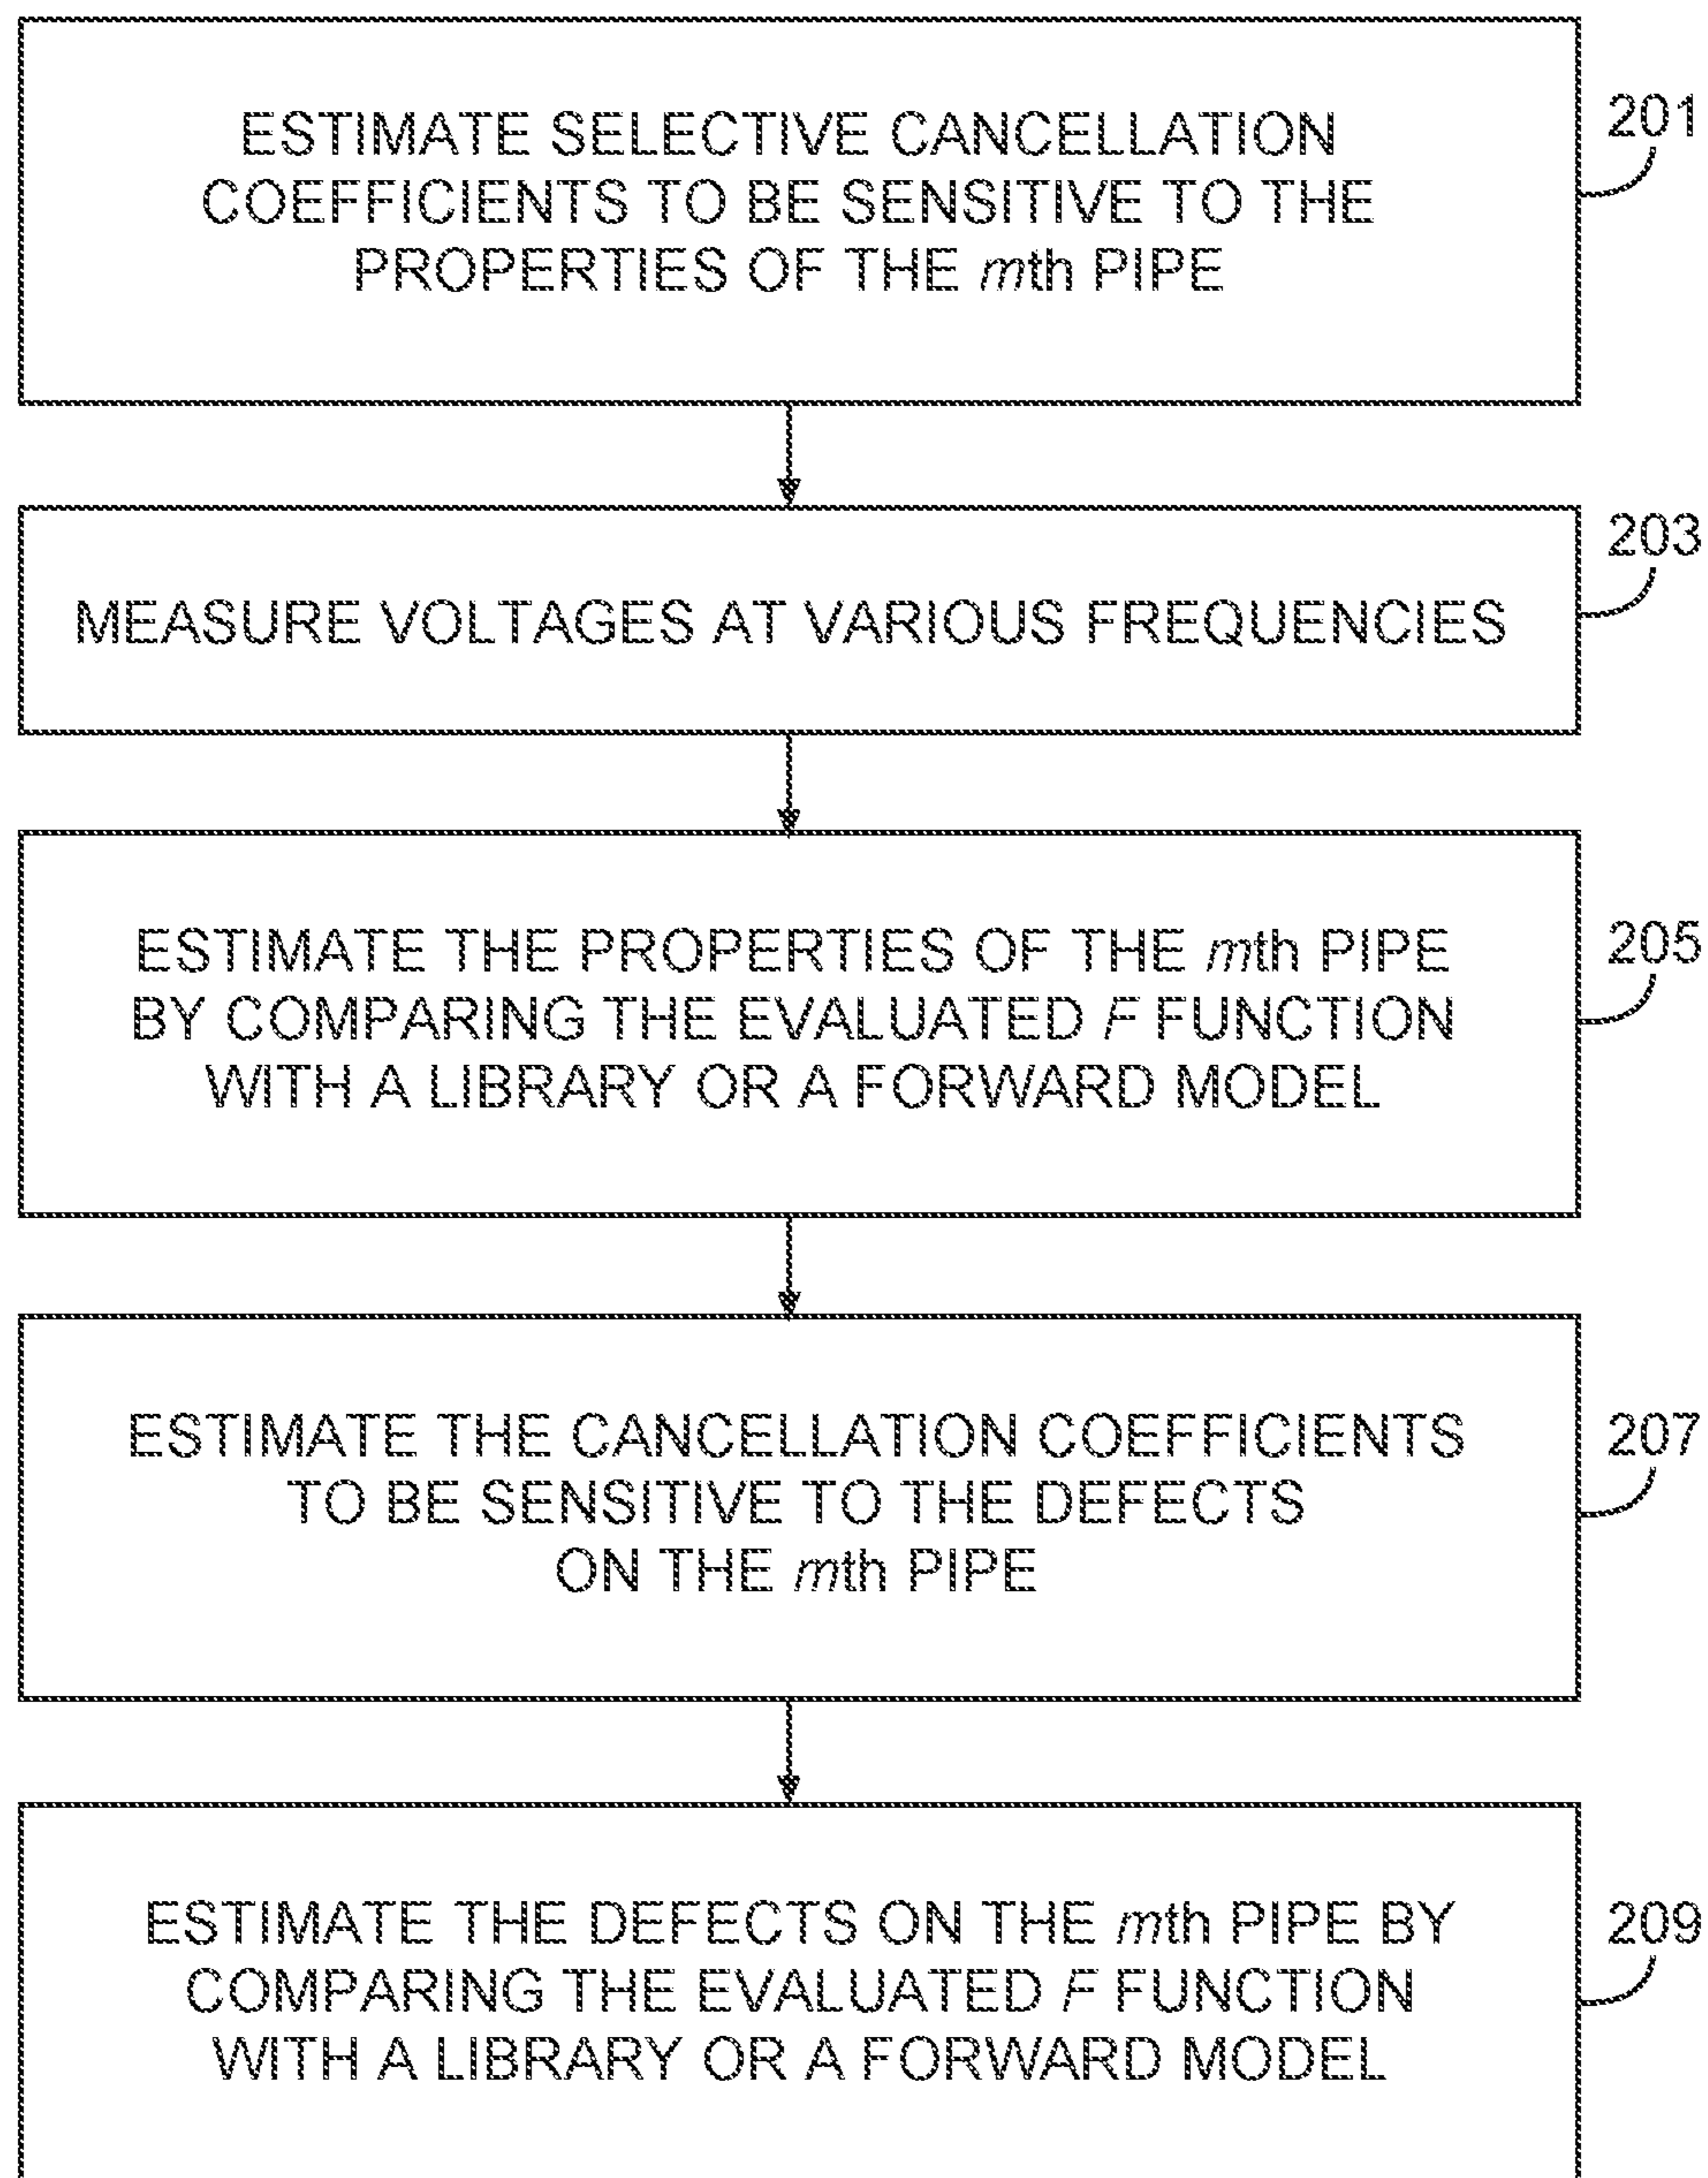 ESTIMATE SELECTIVE CANCELLATION
COEFFICIENTS TO BE SENSITIVE TO THE
PROPERTIES OF THE mth PIPE
201
MEASURE VOLTAGES AT VARIOUS FREQUENCIES
203
ESTIMATE THE PROPERTIES OF THE mth PIPE
BY COMPARING THE EVALUATED F FUNCTION
WITH A LIBRARY OR A FORWARD MODEL
205
ESTIMATE THE CANCELLATION COEFFICIENTS
TO BE SENSITIVE TO THE DEFECTS
ON THE mth PIPE
207
ESTIMATE THE DEFECTS ON THE mth PIPE BY
COMPARING THE EVALUATED F FUNCTION
WITH A LIBRARY OR A FORWARD MODEL
209